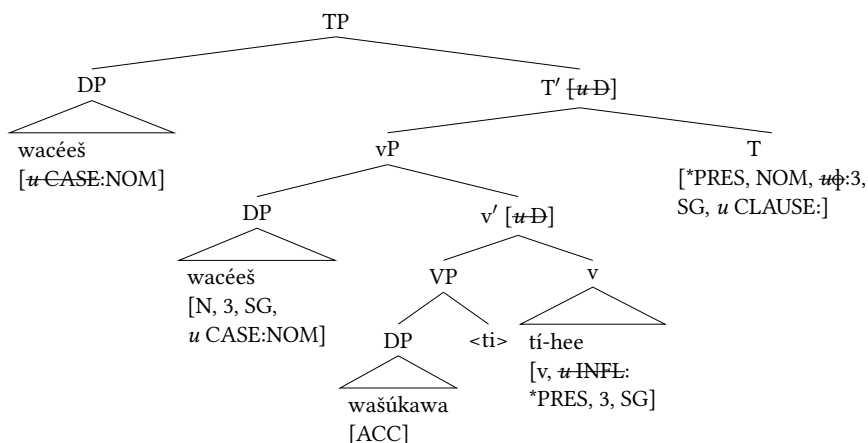 TP
DP
T′ [u D]
wacéeš
[u CASE:NOM]
vP
T
[*PRES, NOM, uϕ:3,
SG, u CLAUSE:]
DP
v′ [u D]
wacéeš
[N, 3, SG,
u CASE:NOM]
VP
v
DP
<ti>
tí-hee
[v, u INFL:
*PRES, 3, SG]
wašúkawa
[ACC]